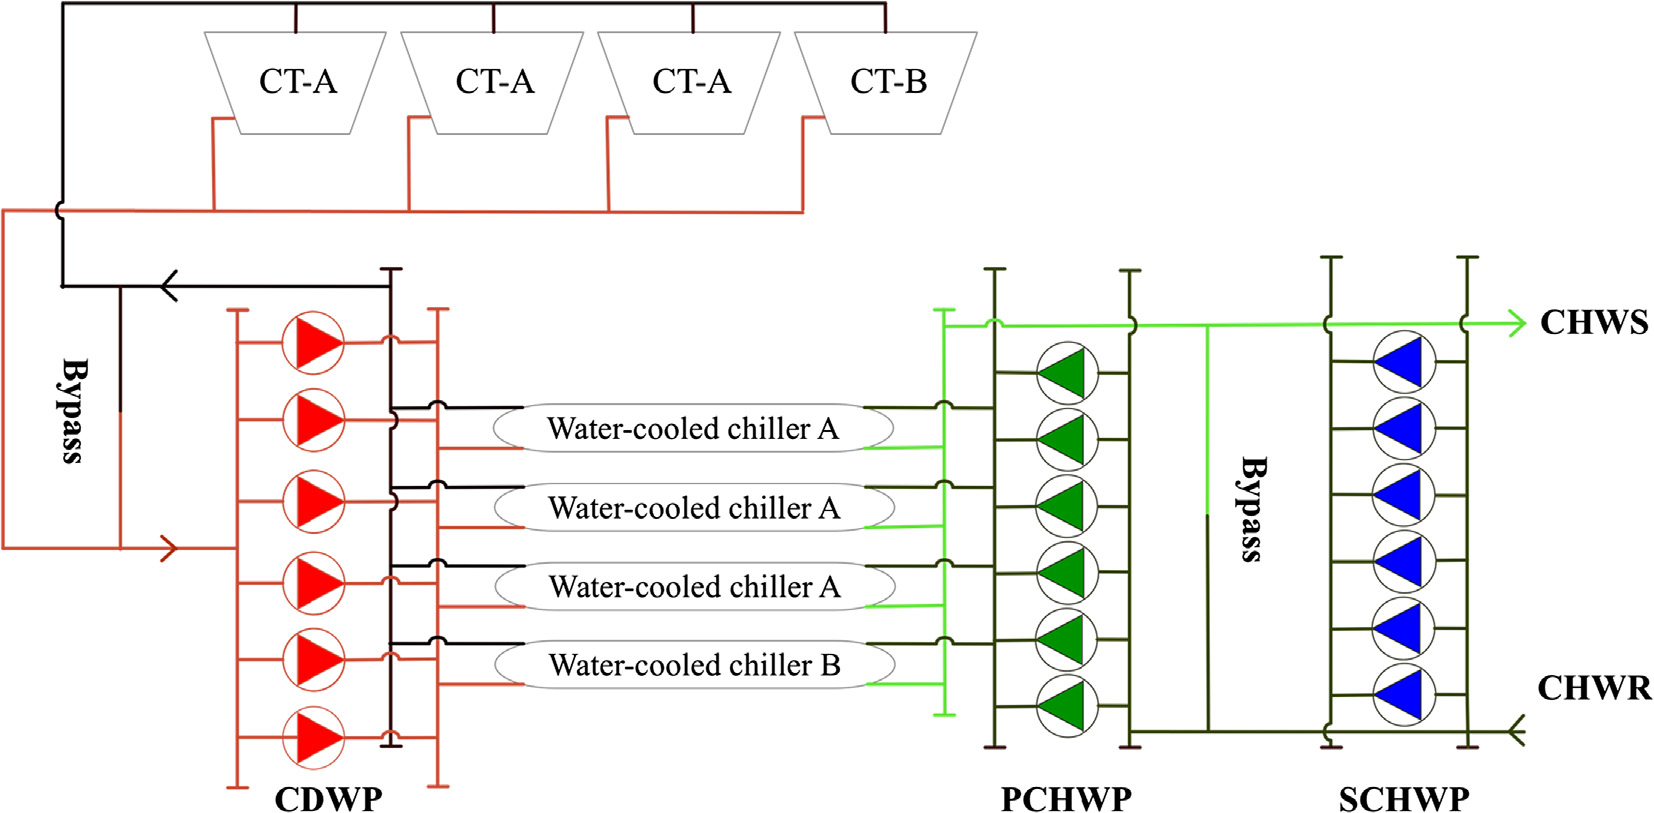 CT-A
CT-A
CT-A
CT-B
Bypass
Water-cooled chiller A
Water-cooled chiller A
Water-cooled chiller A
Water-cooled chiller B
Bypass
CHWS
CHWR
CDWP
PCHWP
SCHWP